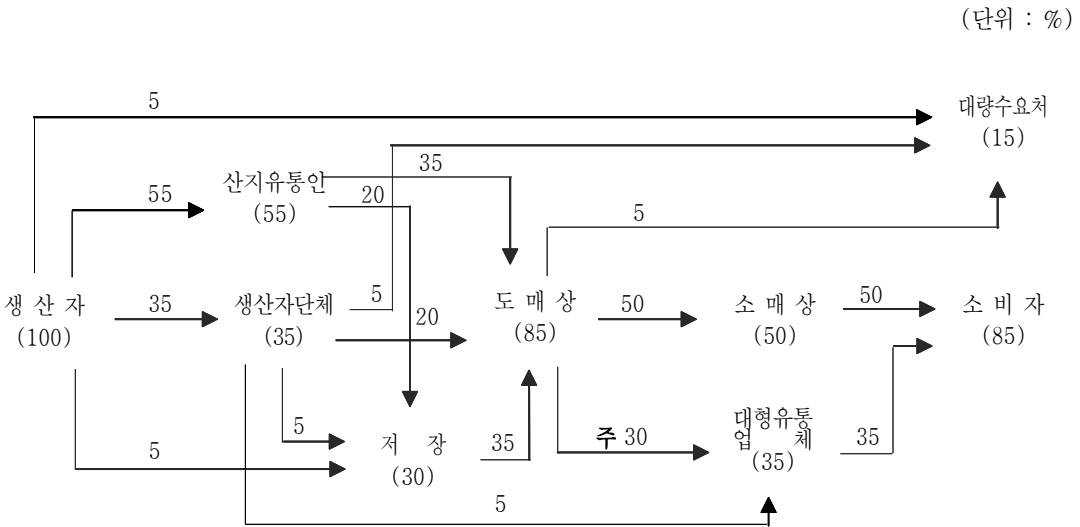 (단위 : %)
5
대량수요처
(15)
35
산지유통인
(55)
55
20
5
생 산 자
(100)
35
생산자단체
(35)
5
20
도 매 상
(85)
50
소 매 상
(50)
50
소 비 자
(85)
5
5
저 장
(30)
35
주 30
대형유통
업 체
(35)
35
5